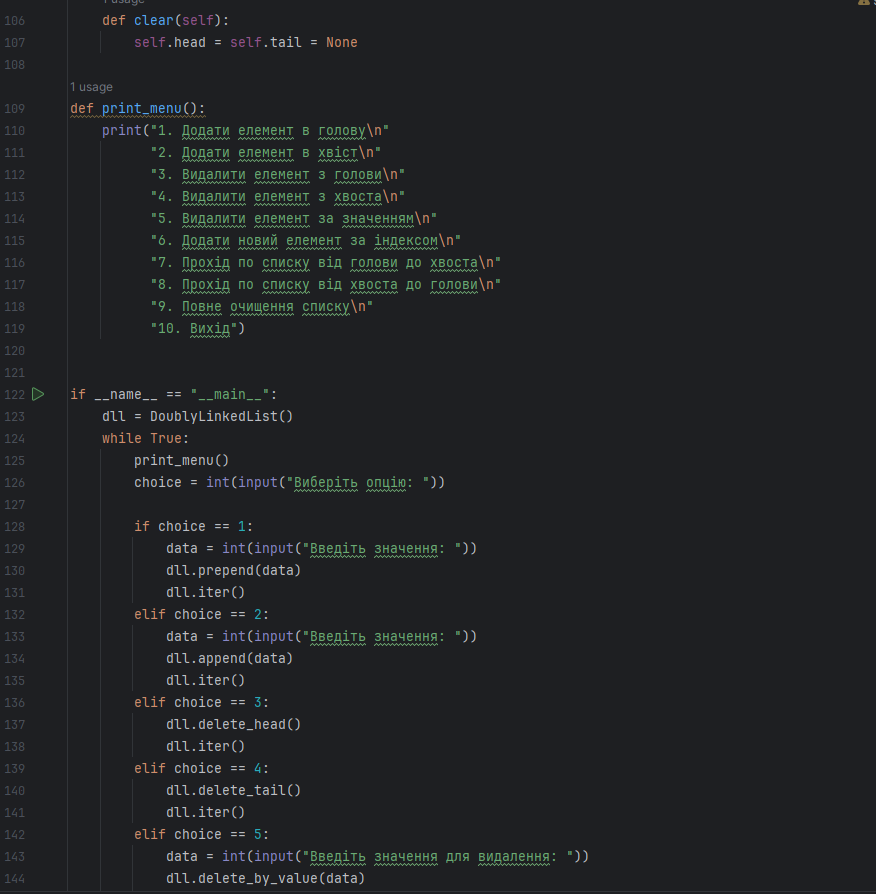 1 usage
106 def clear(self):
107 self.head = self.tail = None
108
1 usage
109 def print_menu():
110 print("1. Додати елемент в голову\n"
111 "2. Додати елемент в хвіст\n"
112 "3. Видалити елемент з голови\n"
113 "4. Видалити елемент з хвоста\n"
114 "5. Видалити елемент за значенням\n"
115 "6. Додати новий елемент за індексом\n"
116 "7. Прохід по списку від голови до хвоста\n"
117 "8. Прохід по списку від хвоста до голови\n"
118 "9. Повне очищення списку\n"
119 "10. Вихід")
120
121
122 if __name__ == "__main__":
123 dll = DoublyLinkedList()
124 while True:
125 print_menu()
126 choice = int(input("Виберіть опцію: "))
127
128 if choice == 1:
129 data = int(input("Введіть значення: "))
130 dll.prepend(data)
131 dll.iter()
132 elif choice == 2:
133 data = int(input("Введіть значення: "))
134 dll.append(data)
135 dll.iter()
136 elif choice == 3:
137 dll.delete_head()
138 dll.iter()
139 elif choice == 4:
140 dll.delete_tail()
141 dll.iter()
142 elif choice == 5:
143 data = int(input("Введіть значення для видалення: "))
144 dll.delete_by_value(data)